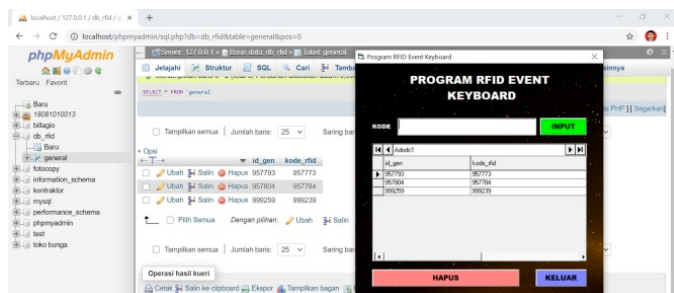 localhost / 127.0.0.1 / db_rfid / g
localhost/phpmyadmin/sql.php?db=db_rfid&table=general&pos=0
phpMyAdmin
Terbaru Favorit
Baru
18081010013
billagio
db_rfid
Baru
general
fotocopy
information_schema
kontraktor
mysql
performance_schema
phpmyadmin
test
toko bunga
Server: 127.0.0.1 » Basis data: db_rfid » Tabel: general
Jelajahi Struktur SQL Cari
SELECT * FROM `general`
PHP ] [ Segarkan]
Tampilkan semua Jumlah baris: 25 Saring
+ Opsi
id_gen kode_rfid
Ubah Salin Hapus 957793 957773
Ubah Salin Hapus 957804 957784
Ubah Salin Hapus 999259 999239
Pilih Semua Dengan pilihan: Ubah Salin
Tampilkan semua Jumlah baris: 25 Saring
Operasi hasil kueri
Cetak Salin ke clipboard Ekspor Tampilkan bagan
Program RFID Event Keyboard
PROGRAM RFID EVENT
KEYBOARD
KODE INPUT
Adodc1
id_gen kode_rfid
957793 957773
957804 957784
999259 999239
HAPUS KELUAR